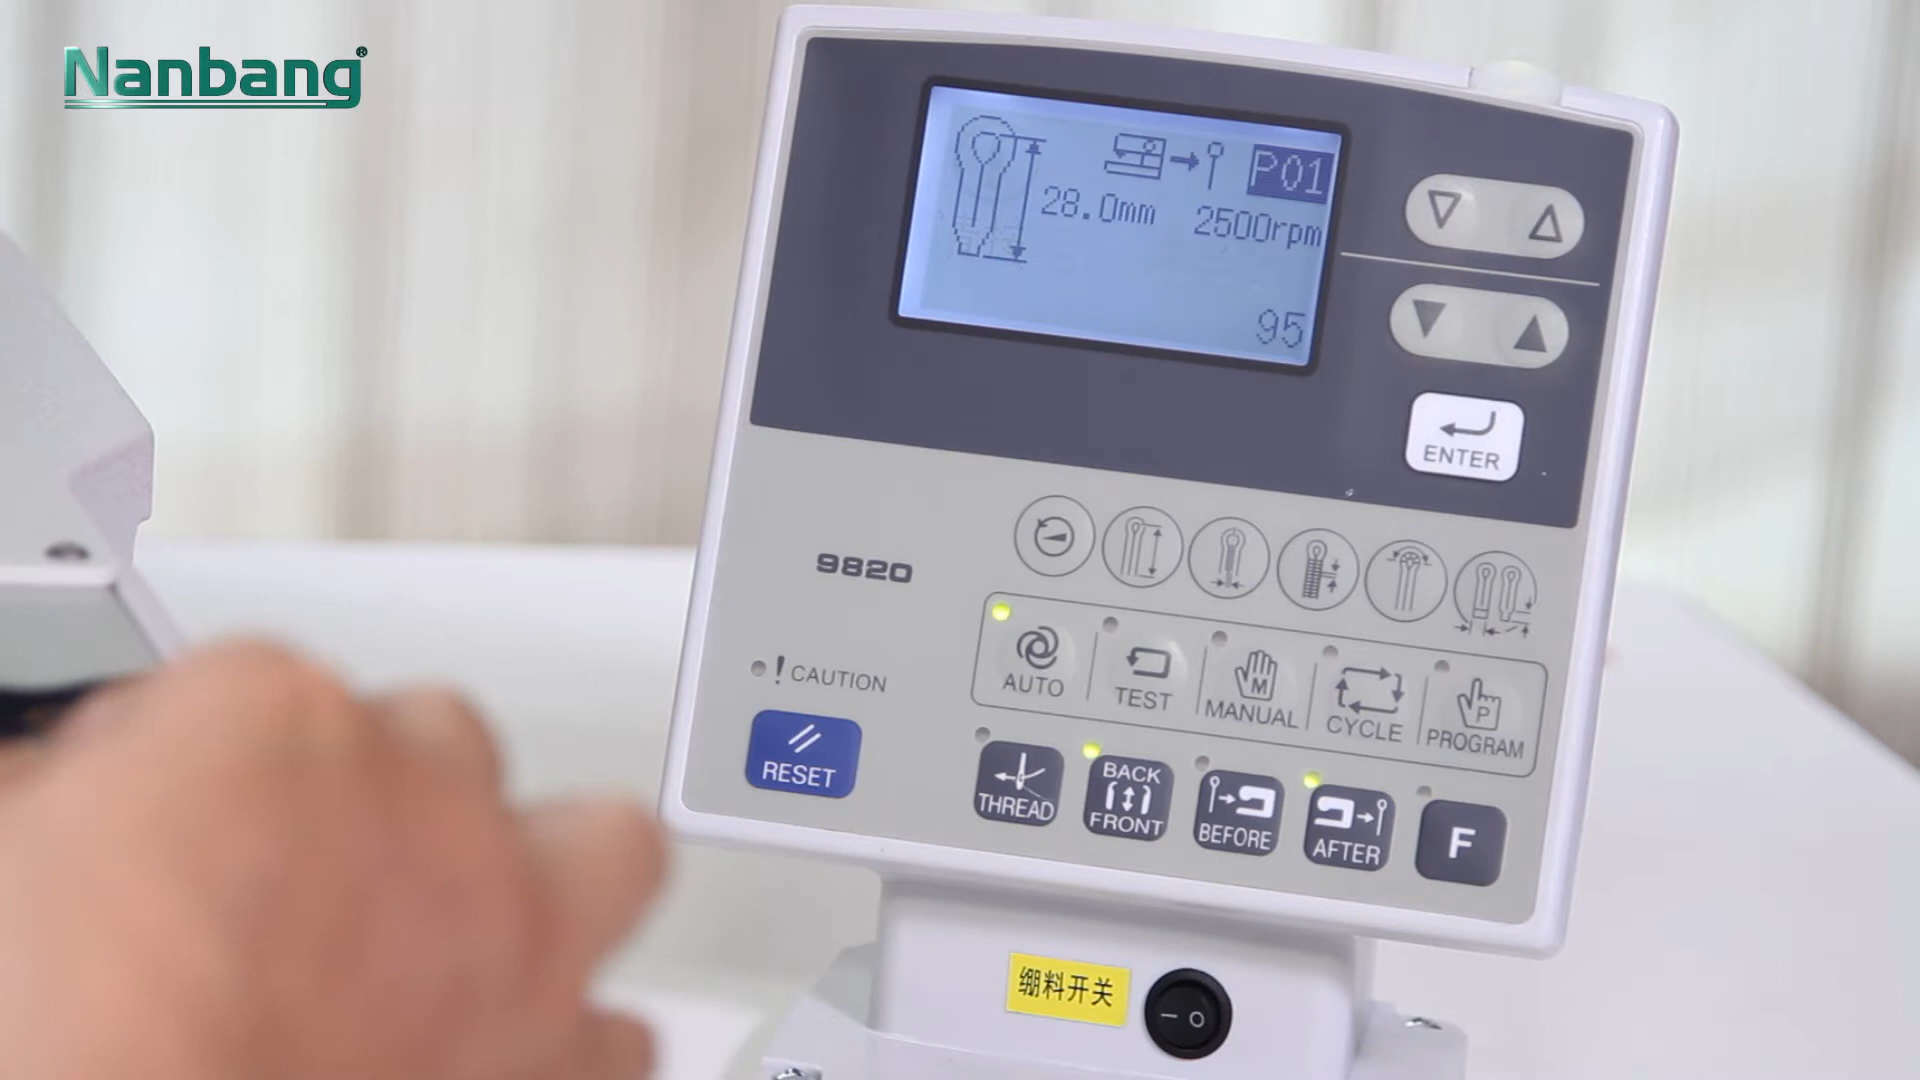 Nanbang®
P01
28.0mm 2500rpm
95
ENTER
9820
! CAUTION
AUTO TEST MANUAL CYCLE PROGRAM
M
P
RESET
THREAD
BACK
FRONT
BEFORE
AFTER
F
绷料开关